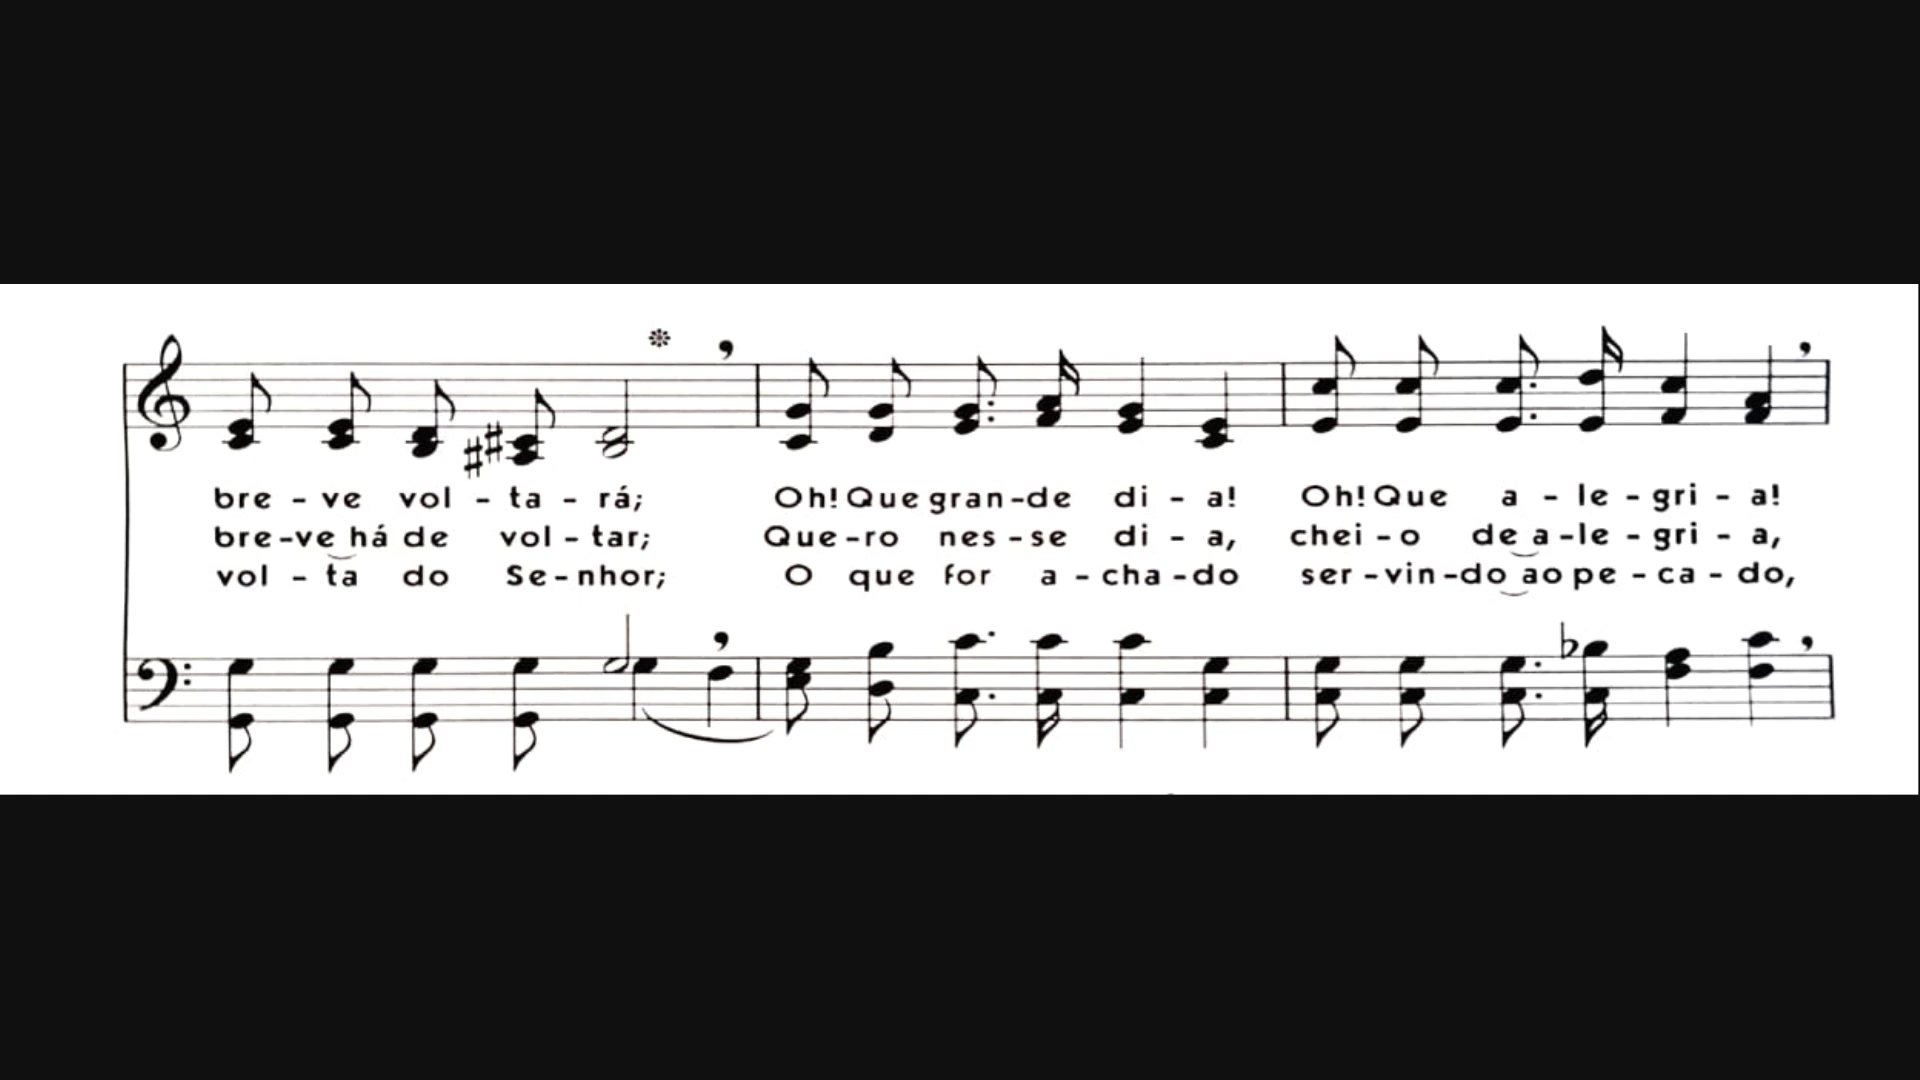 bre - ve vol - ta - rá; Oh! Que gran-de di - a! Oh! Que a - le - gri - a!
bre-ve há de vol - tar; Que-ro nes-se di - a, chei-o de a-le - gri - a,
vol - ta do Se-nhor; O que for a-cha-do ser-vin-do ao pe-ca-do,